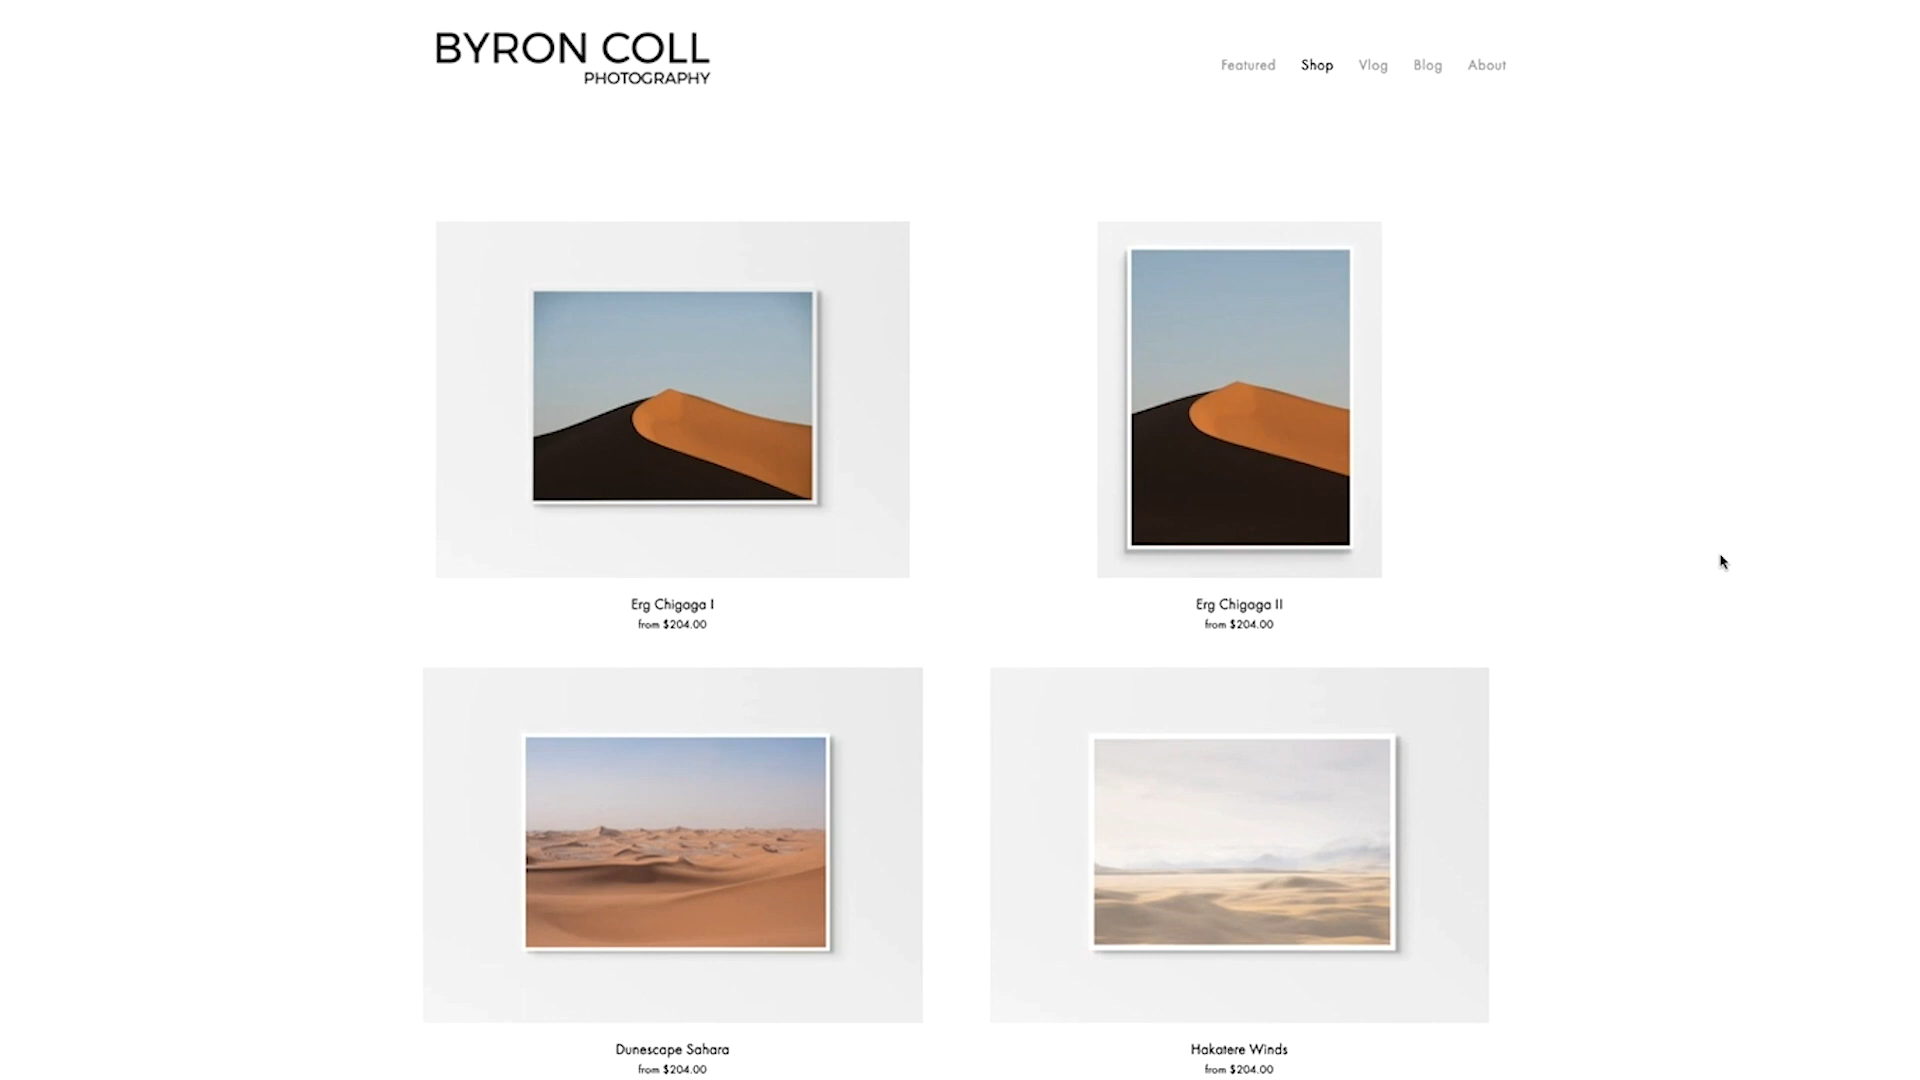 BYRON COLL
PHOTOGRAPHY
Featured Shop Vlog Blog About
Erg Chigaga I
from $204.00
Erg Chigaga II
from $204.00
Dunescape Sahara
from $204.00
Hakatere Winds
from $204.00